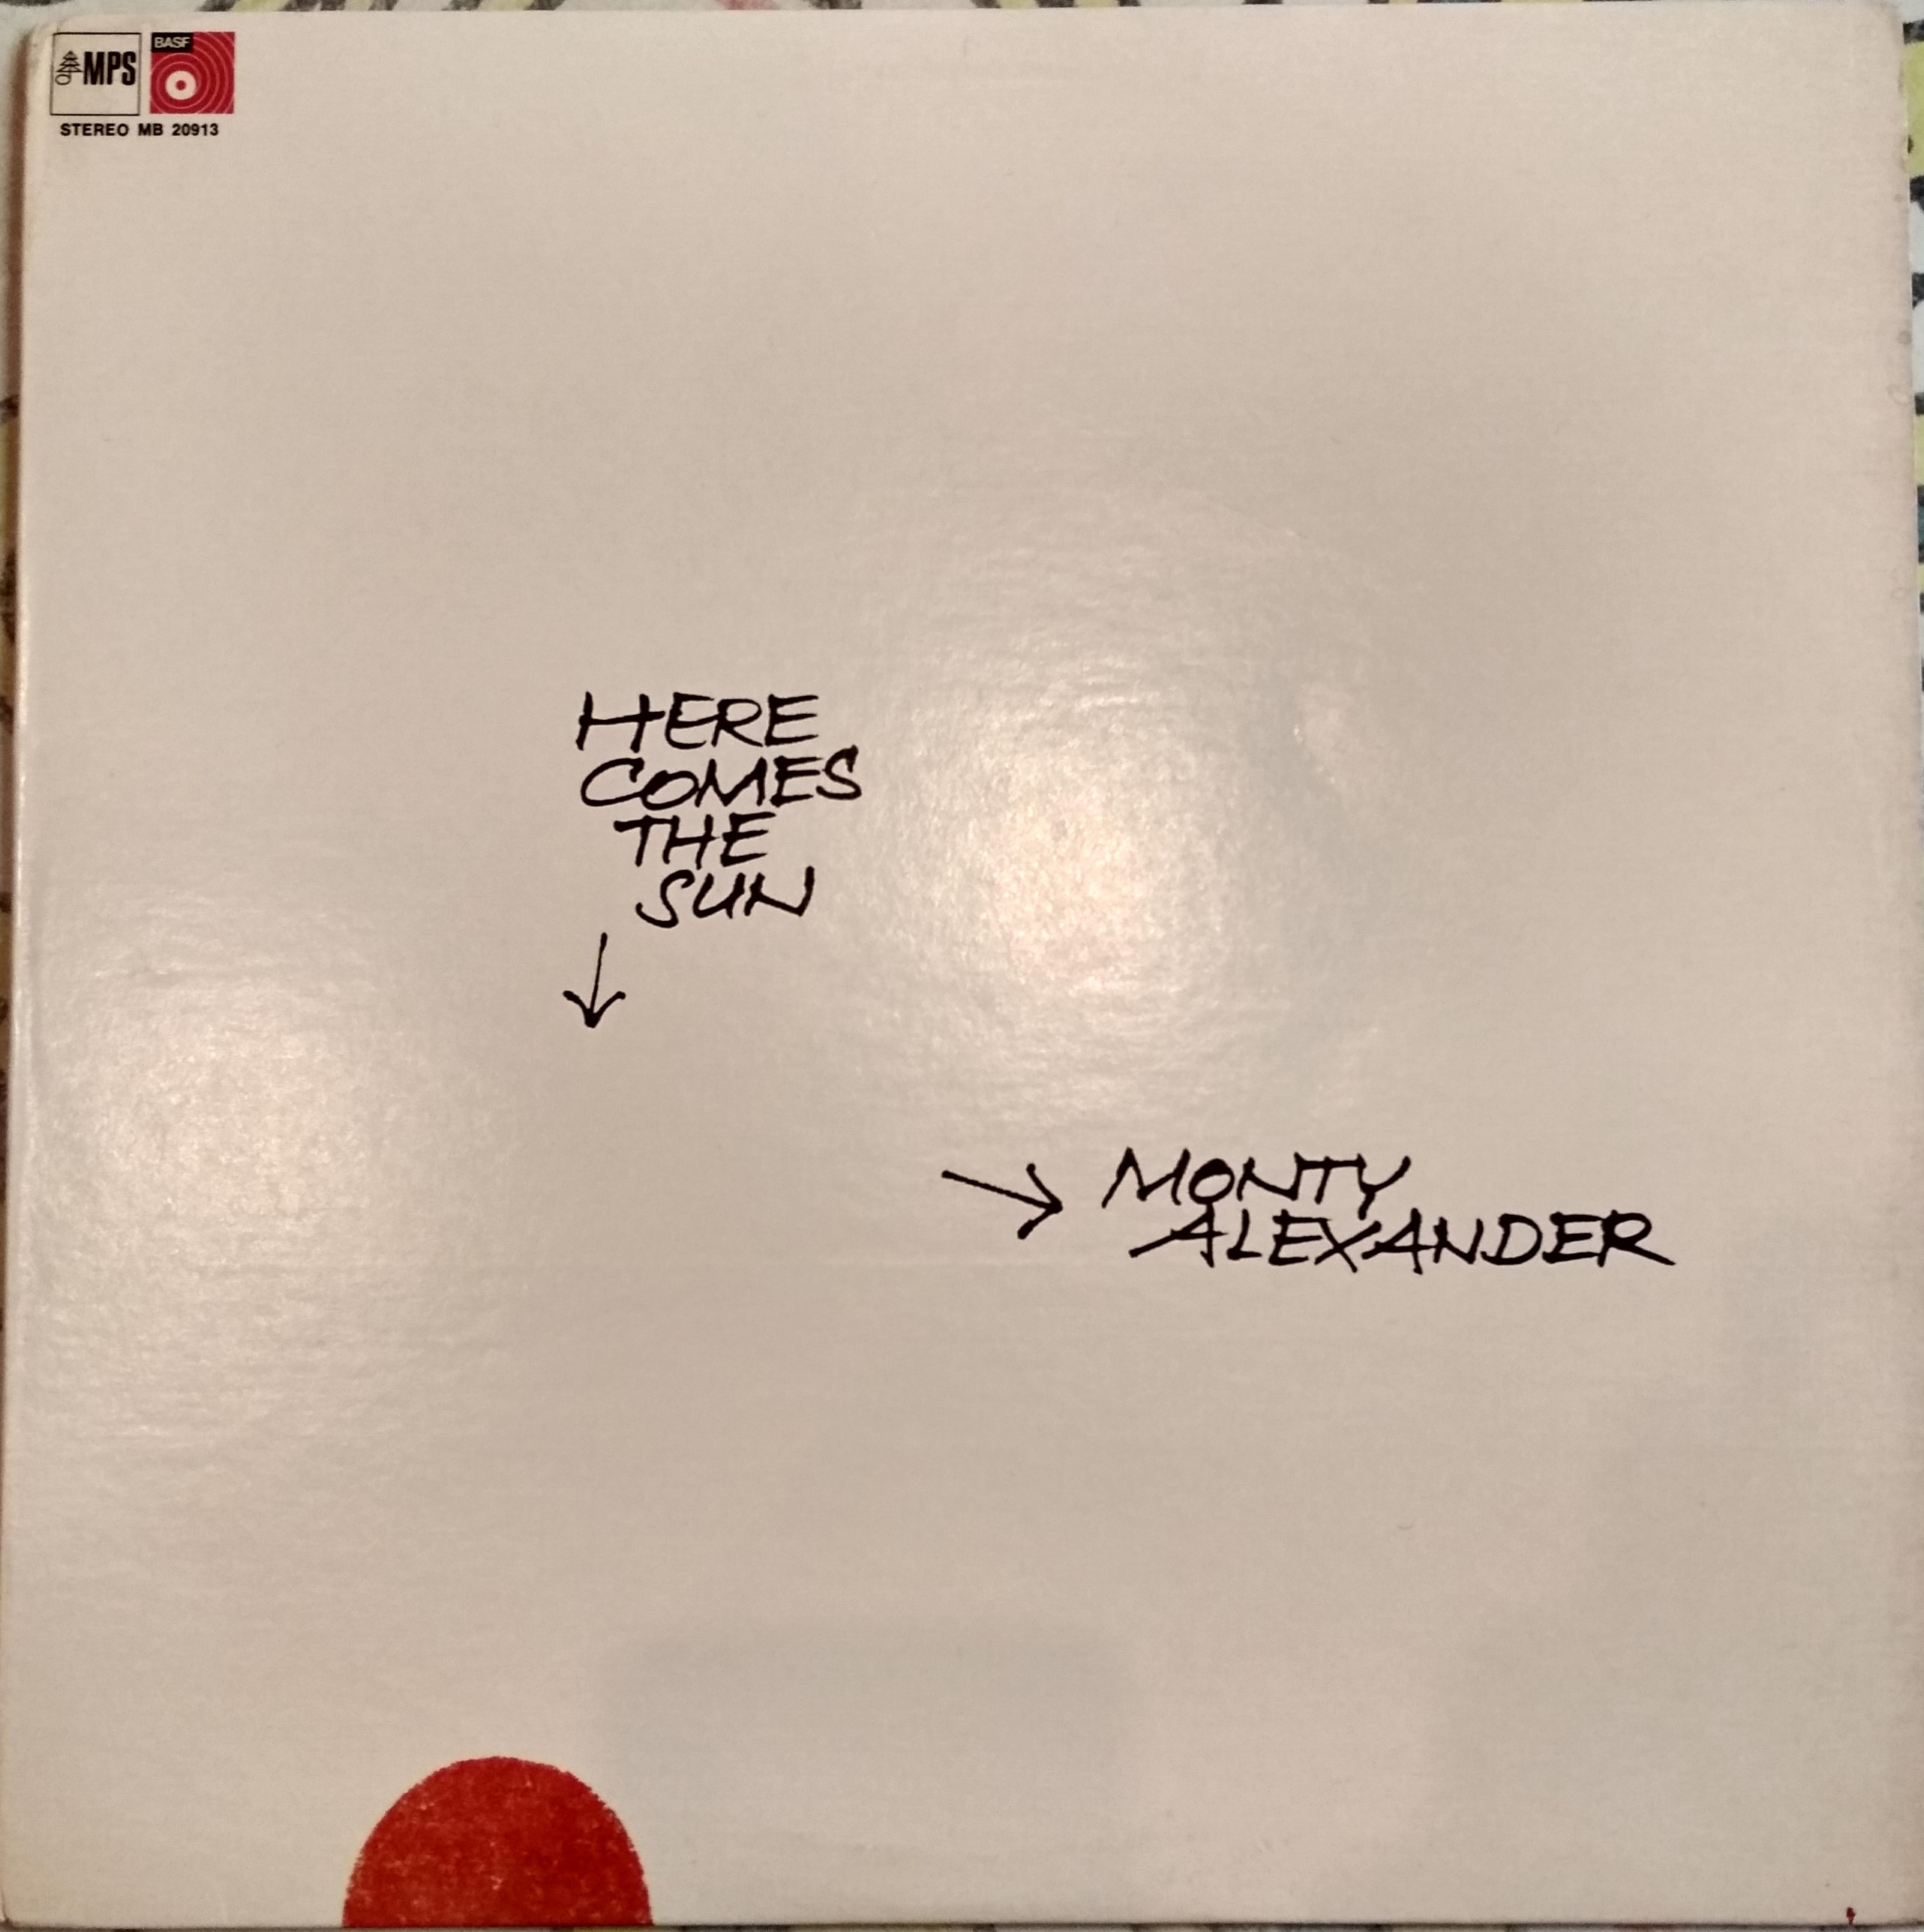 MPS BASF
STEREO MB 20913
HERE
COMES
THE
SUN
MONTY
ALEXANDER